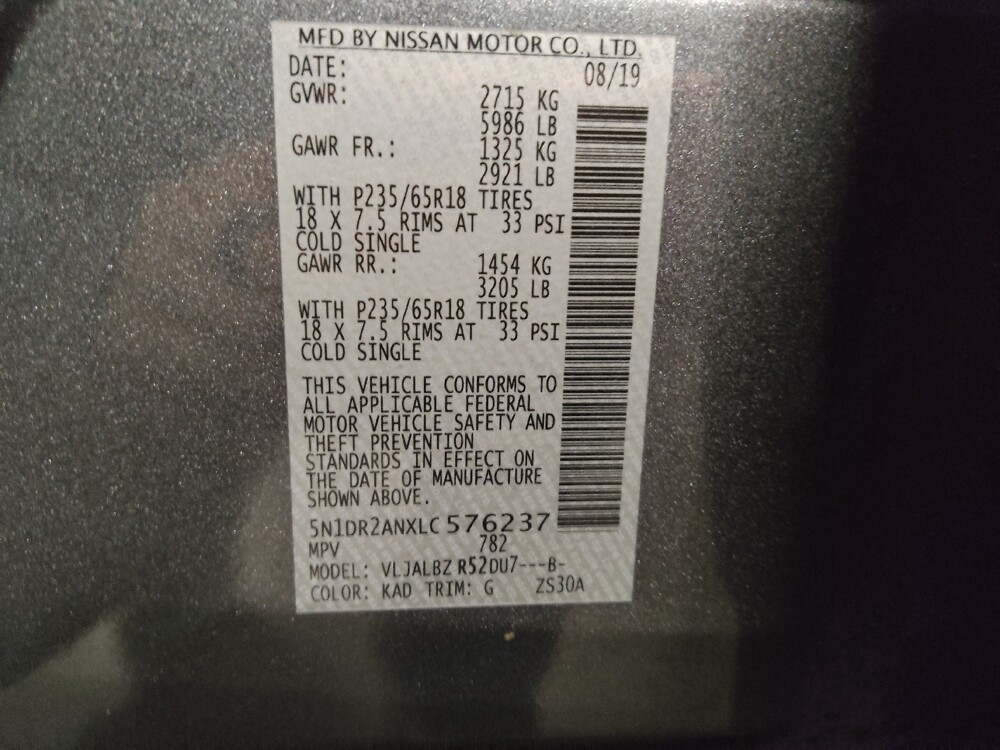 MFD BY NISSAN MOTOR CO., LTD.
DATE: 08/19
GVWR: 2715 KG
5986 LB
GAWR FR.: 1325 KG
2921 LB
WITH P235/65R18 TIRES
18 X 7.5 RIMS AT 33 PSI
COLD SINGLE
GAWR RR.: 1454 KG
3205 LB
WITH P235/65R18 TIRES
18 X 7.5 RIMS AT 33 PSI
COLD SINGLE
THIS VEHICLE CONFORMS TO
ALL APPLICABLE FEDERAL
MOTOR VEHICLE SAFETY AND
THEFT PREVENTION
STANDARDS IN EFFECT ON
THE DATE OF MANUFACTURE
SHOWN ABOVE.
5N1DR2ANXLC576237
MPV 782
MODEL: VLJALBZ R52DU7---B-
COLOR: KAD TRIM: G ZS30A